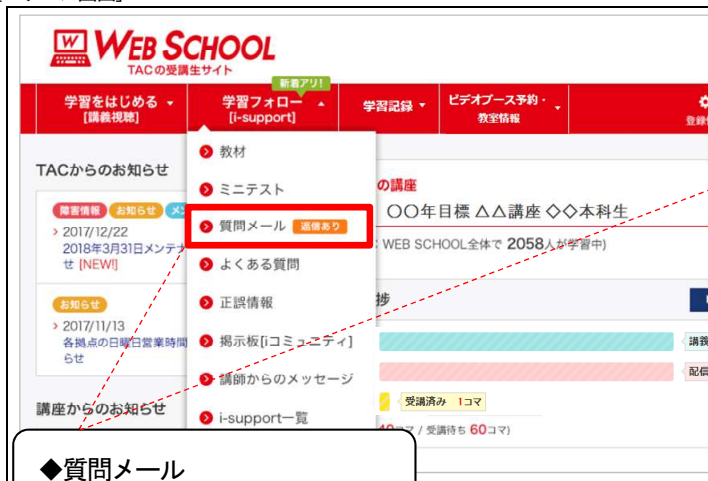 WEB SCHOOL
TACの受講生サイト
新着アリ!
学習をはじめる
[講義視聴]
学習フォロー
[i-support]
学習記録
ビデオブース予約・
教室情報
TACからのお知らせ
障害情報 お知らせ
2017/12/22
2018年3月31日メンテナ
せ [NEW!]
お知らせ
2017/11/13
各拠点の日曜日営業時間
らせ
講座からのお知らせ
教材
ミニテスト
質問メール 返信あり
よくある質問
正誤情報
掲示板[iコミュニティ]
講師からのメッセージ
i-support一覧
の講座
〇〇年目標 △△講座 ◇◇本科生
WEB SCHOOL全体で 2058人が学習中)
捗
講義
配信
受講済み 1コマ
コマ / 受講待ち 60コマ)
◆質問メール